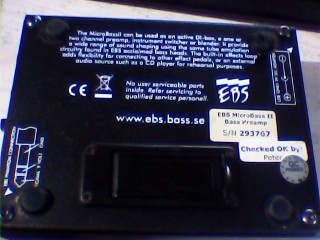 The MicroBassII can be used as an active DI-box, a one or
two channel preamp, instrument switcher or blender. It provide
a wide range of sound shaping using the same tube emulation
circuitry found in EBS acclaimed bass heads. The built-in effects loop
adds flexibility for connecting to other effect pedals, or an external
audio source such as a CD player for rehearsal purposes.
CE
No user serviceable parts
inside. Refer servicing to
qualified service personell.
EBS
www.ebs.bass.se
EBS MicroBass II
Bass Preamp
S/N 293767
Checked OK by:
Peter